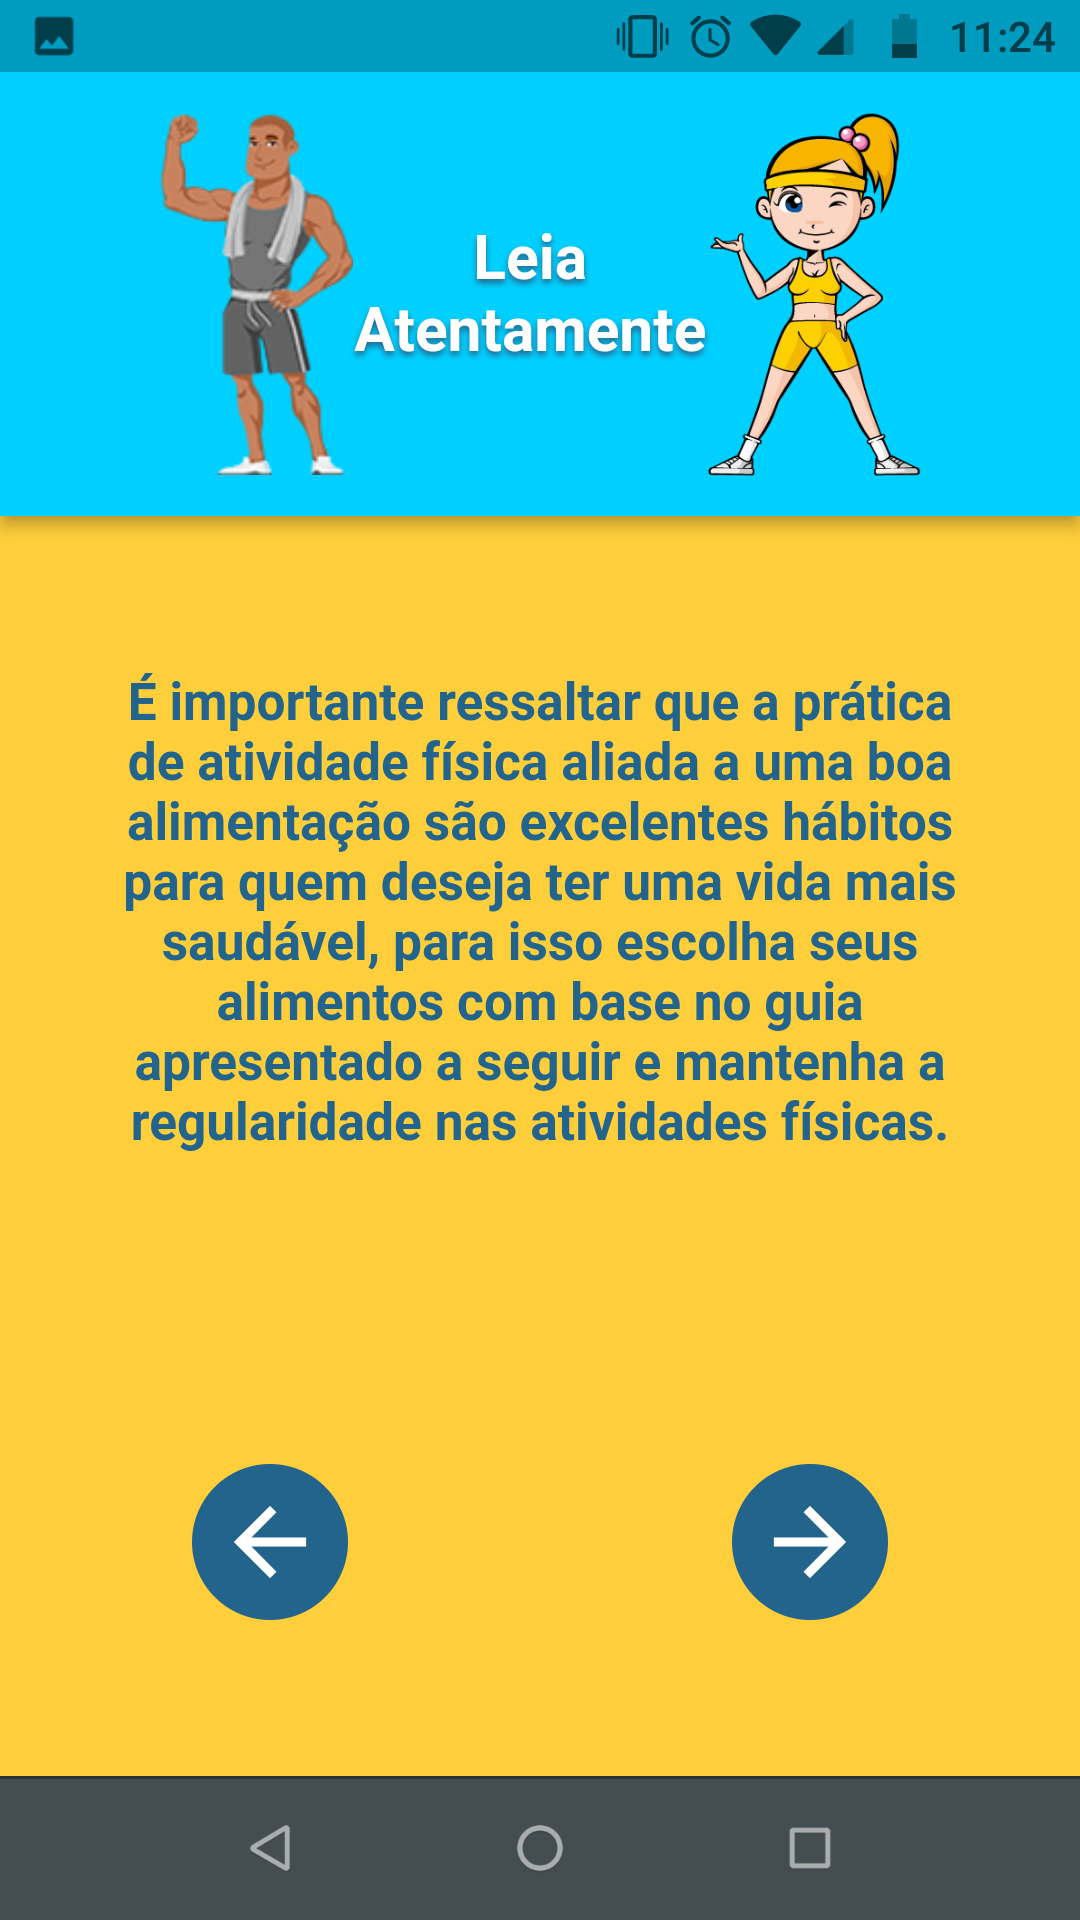 11:24
Leia
Atentamente
É importante ressaltar que a prática
de atividade física aliada a uma boa
alimentação são excelentes hábitos
para quem deseja ter uma vida mais
saudável, para isso escolha seus
alimentos com base no guia
apresentado a seguir e mantenha a
regularidade nas atividades físicas.